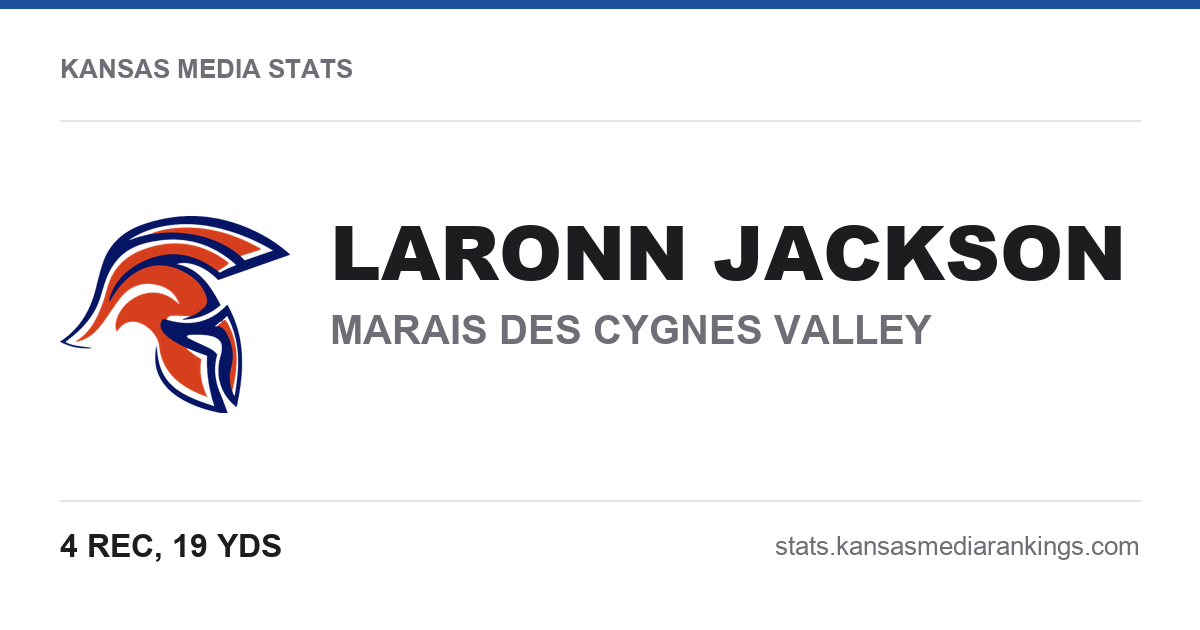 KANSAS MEDIA STATS
LARONN JACKSON
MARAIS DES CYGNES VALLEY
4 REC, 19 YDS
stats.kansasmediarankings.com